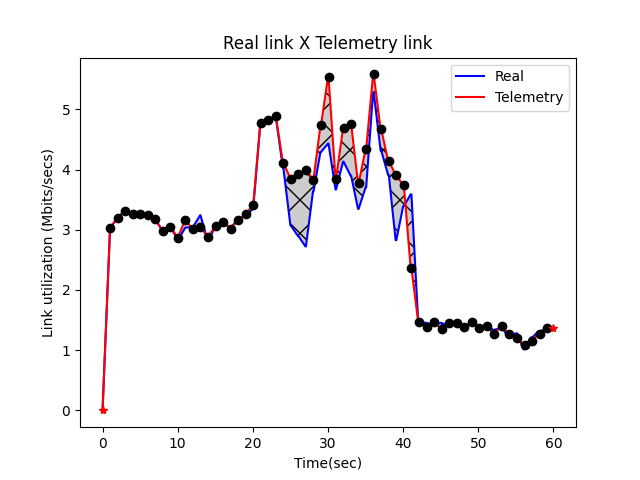 Real link X Telemetry link
Real
Telemetry
Link utilization (Mbits/secs)
5
4
3
2
1
0
0 10 20 30 40 50 60
Time(sec)